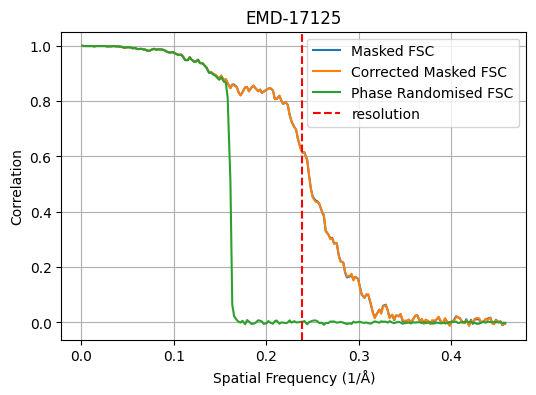 EMD-17125
Masked FSC
Corrected Masked FSC
Phase Randomised FSC
resolution
1.0
0.8
0.6
0.4
0.2
0.0
Correlation
0.0 0.1 0.2 0.3 0.4
Spatial Frequency (1/Å)